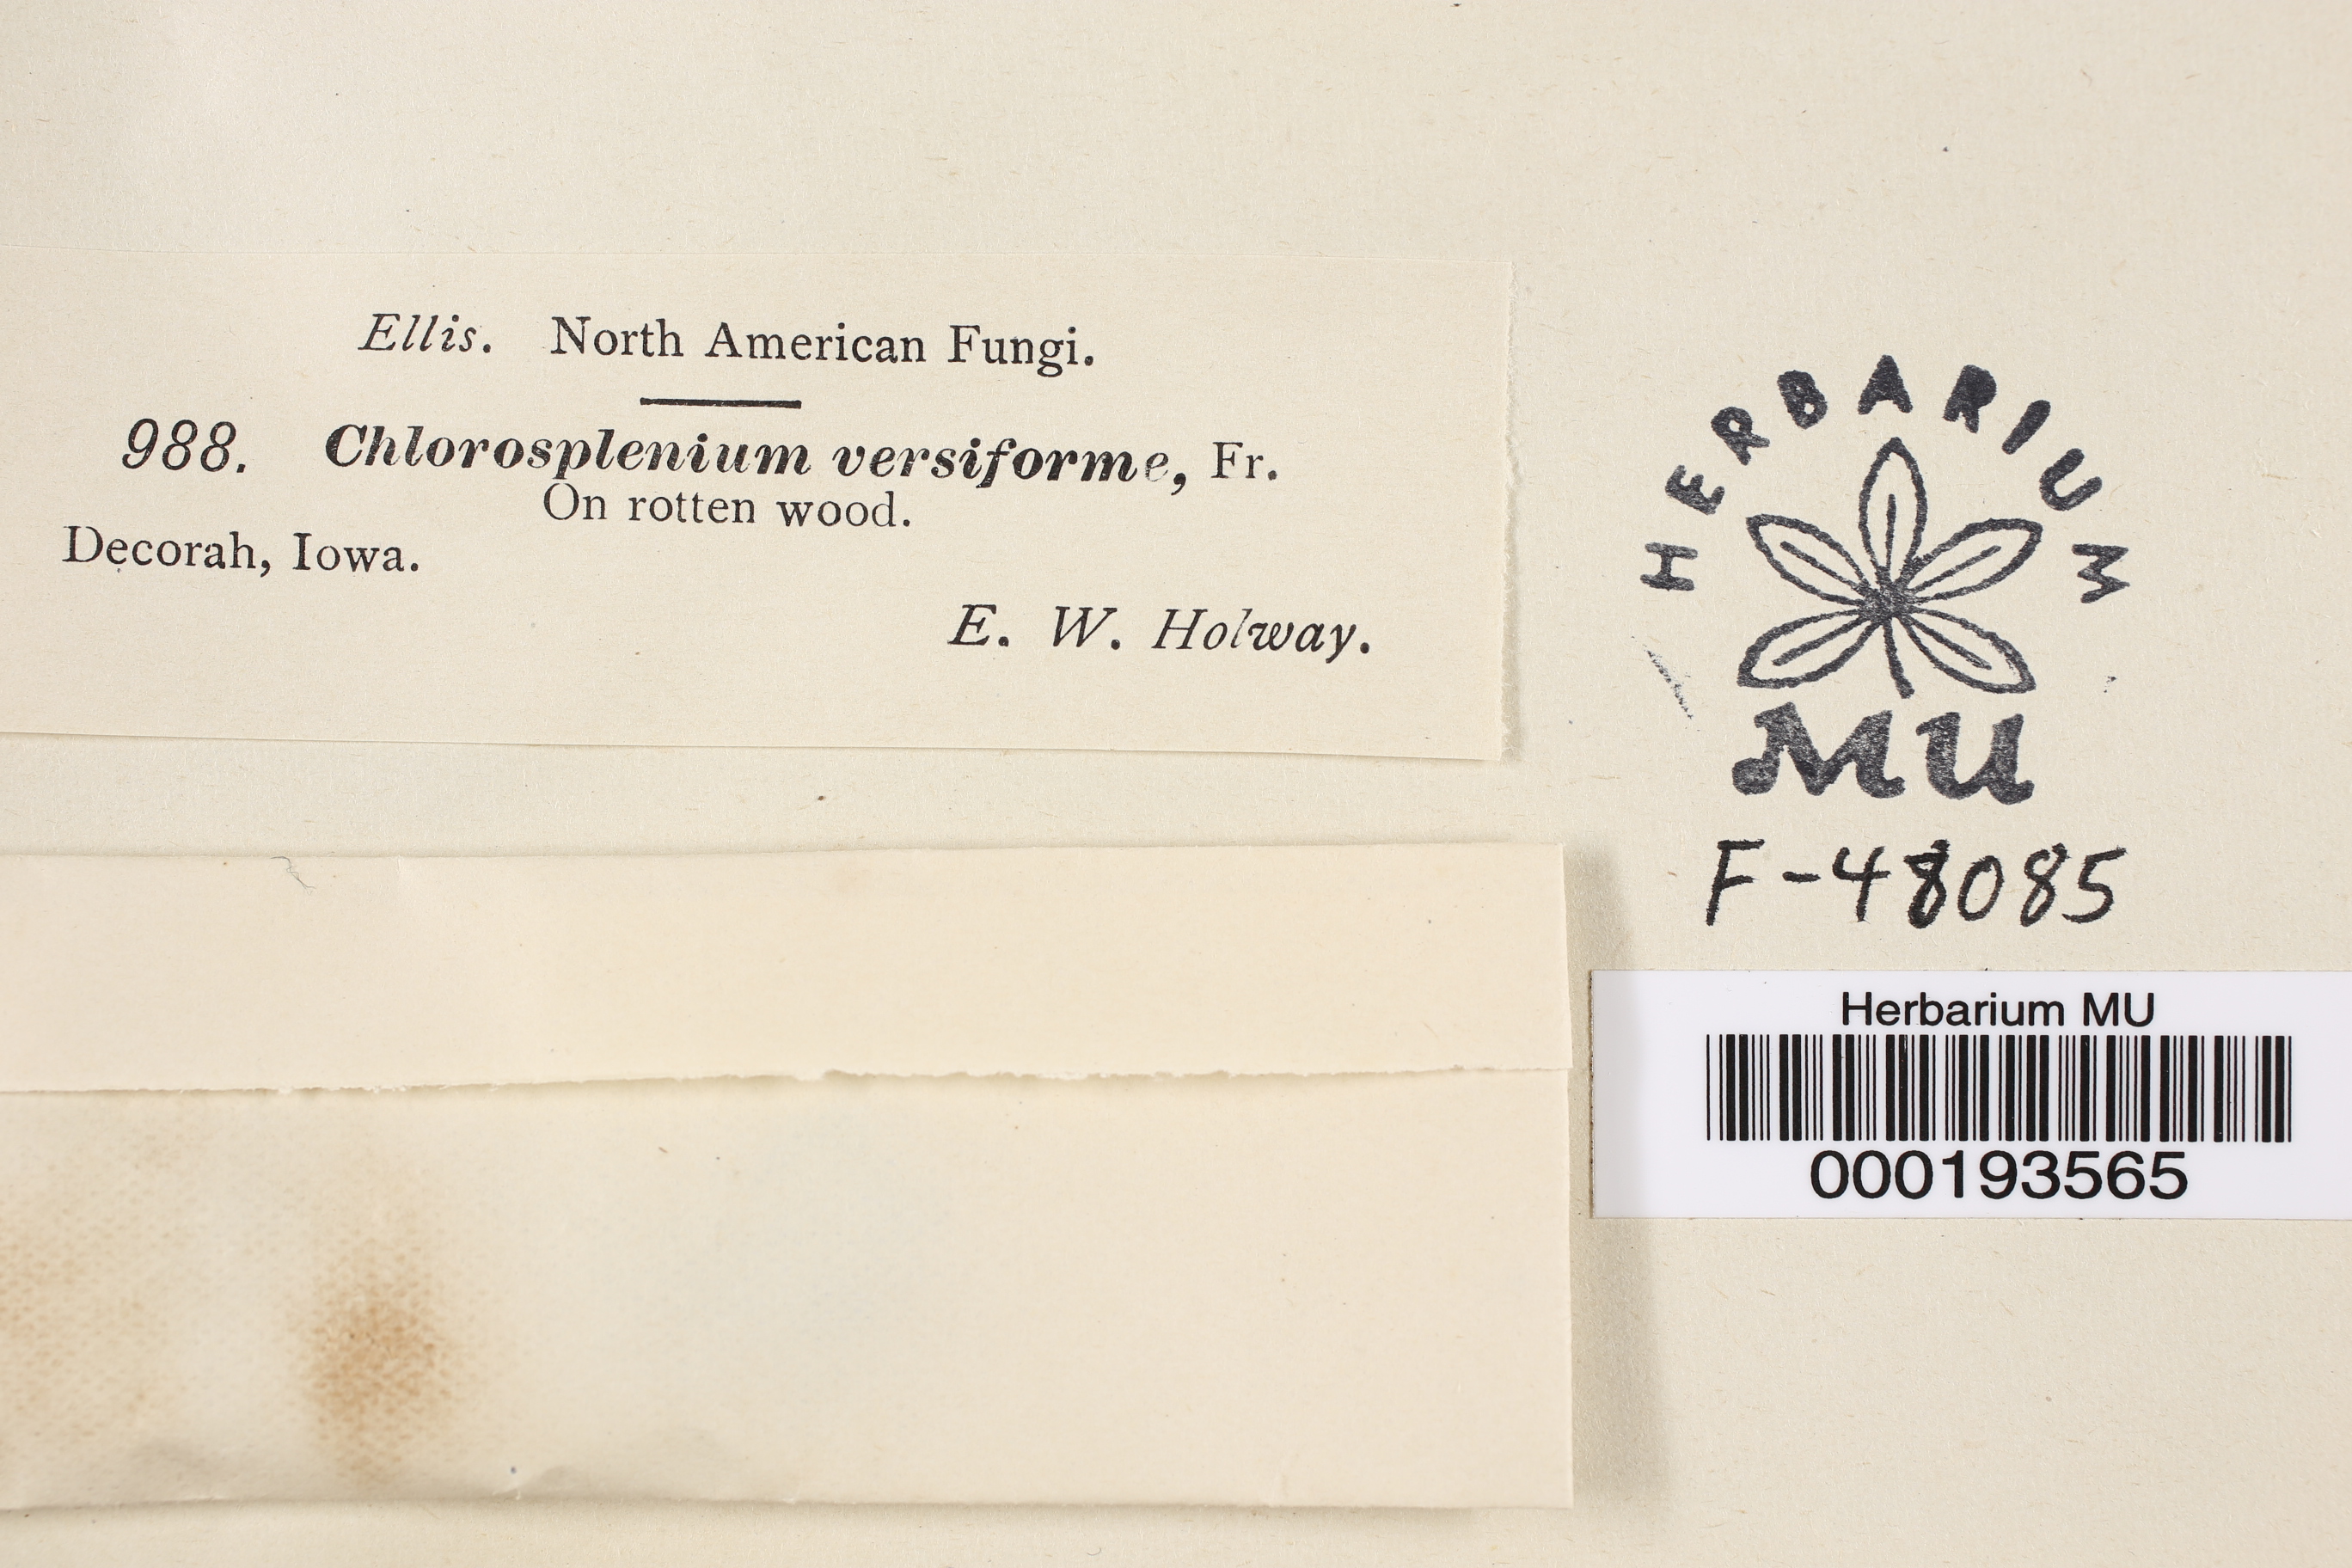 Ellis. North American Fungi.
988. Chlorosplenium versiforme, Fr.
On rotten wood.
Decorah, Iowa.
E. W. Holway.
HERBARIUM
MU
F-48085
Herbarium MU
000193565